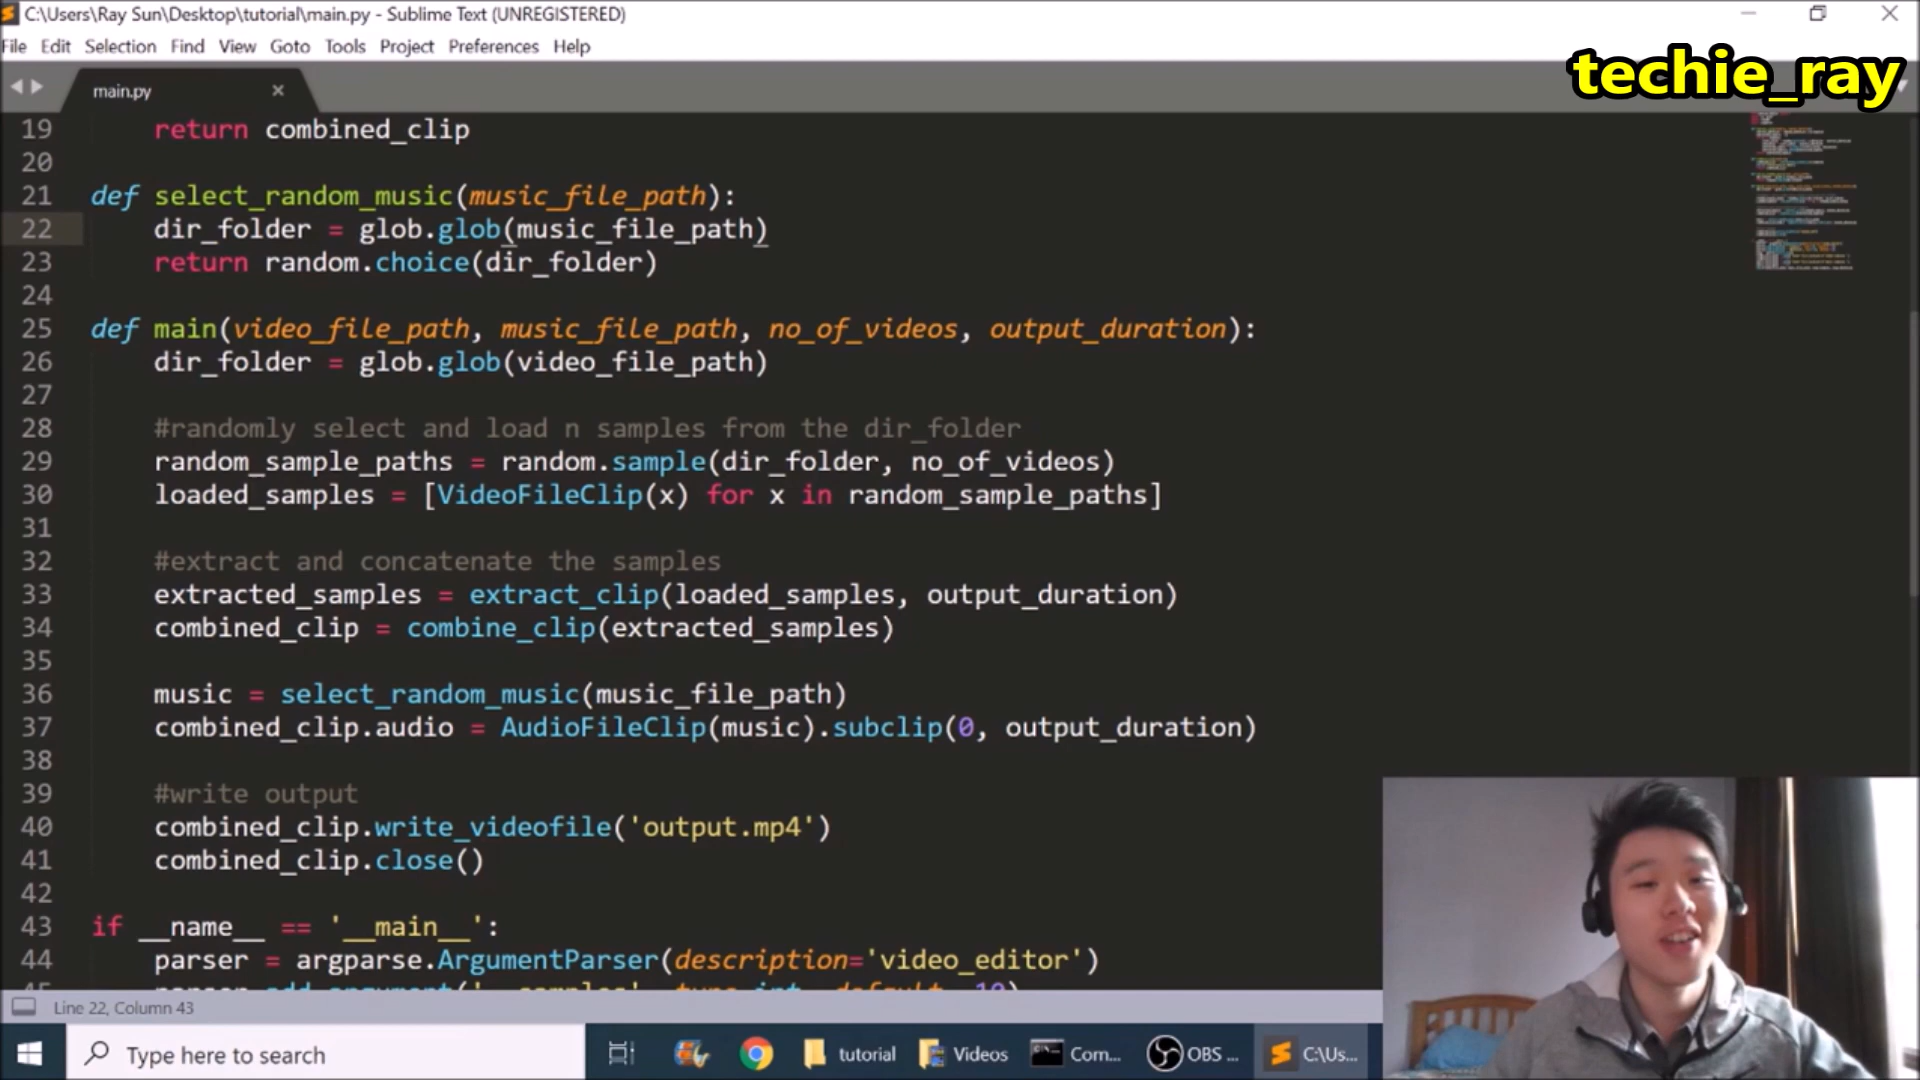 C:\Users\Ray Sun\Desktop\tutorial\main.py - Sublime Text (UNREGISTERED)
File Edit Selection Find View Goto Tools Project Preferences Help
techie_ray
main.py
19 return combined_clip
20
21 def select_random_music(music_file_path):
22 dir_folder = glob.glob(music_file_path)
23 return random.choice(dir_folder)
24
25 def main(video_file_path, music_file_path, no_of_videos, output_duration):
26 dir_folder = glob.glob(video_file_path)
27
28 #randomly select and load n samples from the dir_folder
29 random_sample_paths = random.sample(dir_folder, no_of_videos)
30 loaded_samples = [VideoFileClip(x) for x in random_sample_paths]
31
32 #extract and concatenate the samples
33 extracted_samples = extract_clip(loaded_samples, output_duration)
34 combined_clip = combine_clip(extracted_samples)
35
36 music = select_random_music(music_file_path)
37 combined_clip.audio = AudioFileClip(music).subclip(0, output_duration)
38
39 #write output
40 combined_clip.write_videofile('output.mp4')
41 combined_clip.close()
42
43 if __name__ == '__main__':
44 parser = argparse.ArgumentParser(description='video_editor')
Line 22, Column 43
Type here to search
tutorial
Videos
Com...
OBS ...
C:\Us...